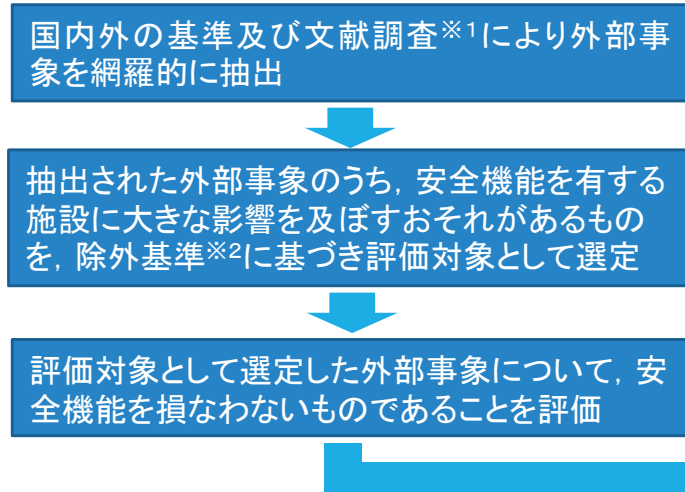 国内外の基準及び文献調査※1により外部事
象を網羅的に抽出
抽出された外部事象のうち，安全機能を有する
施設に大きな影響を及ぼすおそれがあるもの
を，除外基準※2に基づき評価対象として選定
評価対象として選定した外部事象について，安
全機能を損なわないものであることを評価